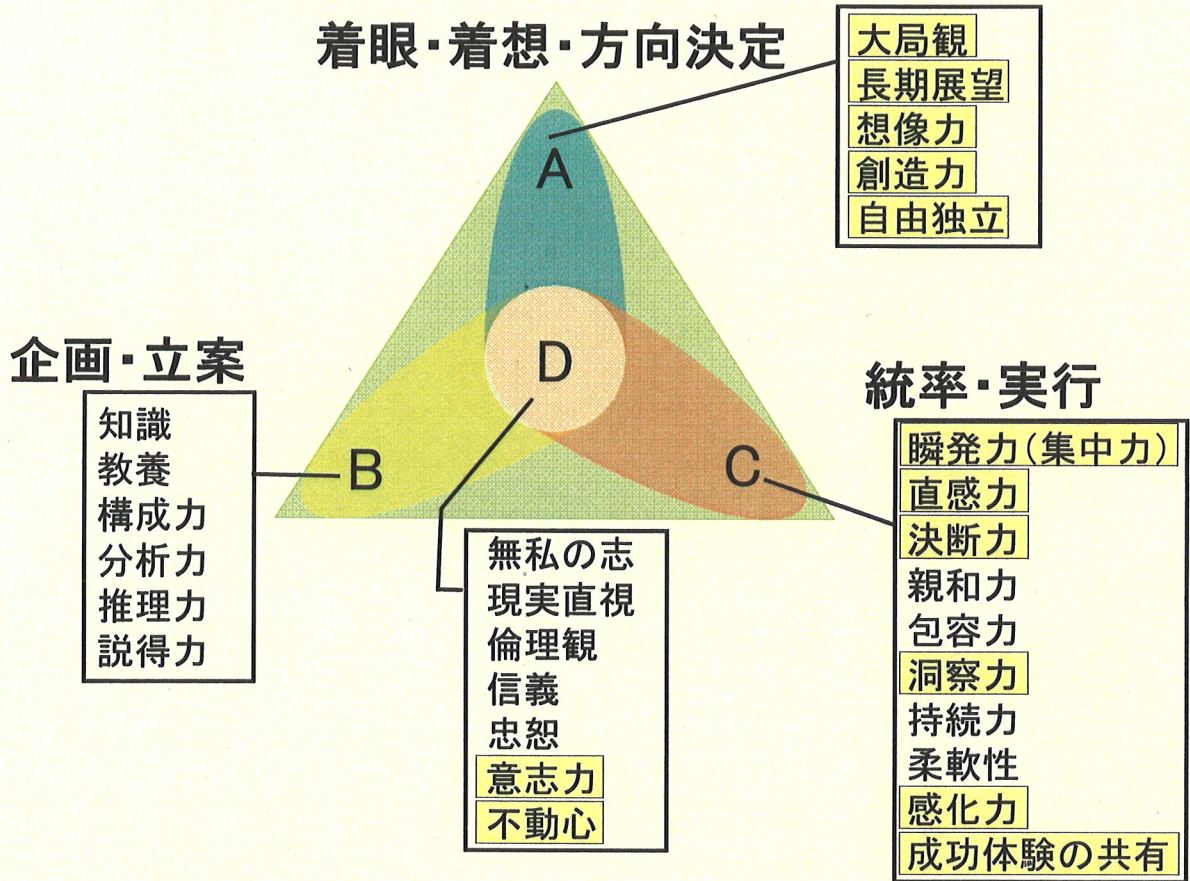 着眼・着想・方向決定
大局観
長期展望
想像力
創造力
自由独立
A
企画・立案
知識
教養
構成力
分析力
推理力
説得力
B
D
無私の志
現実直視
倫理観
信義
忠恕
意志力
不動心
統率・実行
C
瞬発力(集中力)
直感力
決断力
親和力
包容力
洞察力
持続力
柔軟性
感化力
成功体験の共有